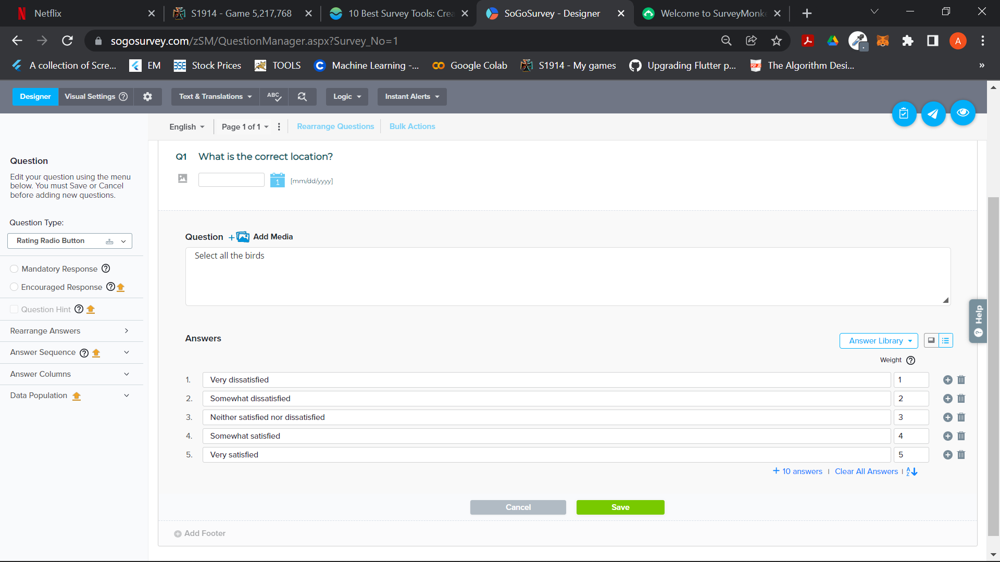 Netflix
S1914 - Game 5,217,768
10 Best Survey Tools: Crea
SoGoSurvey - Designer
Welcome to SurveyMonke
sogosurvey.com/zSM/QuestionManager.aspx?Survey_No=1
A
A collection of Scre...
EM
BSE
Stock Prices
TOOLS
C
Machine Learning -...
Google Colab
S1914 - My games
Upgrading Flutter p...
The Algorithm Desi...
»
Designer
Visual Settings
Text & Translations
ABC
Logic
Instant Alerts
English
Page 1 of 1
Rearrange Questions
Bulk Actions
Question
Edit your question using the menu
below. You must Save or Cancel
before adding new questions.
Question Type:
Rating Radio Button
Mandatory Response
Encouraged Response
Question Hint
Rearrange Answers
Answer Sequence
Answer Columns
Data Population
Q1 What is the correct location?
1
[mm/dd/yyyy]
Question + Add Media
Select all the birds
Answers
Answer Library
Weight
1. Very dissatisfied 1
2. Somewhat dissatisfied 2
3. Neither satisfied nor dissatisfied 3
4. Somewhat satisfied 4
5. Very satisfied 5
+ 10 answers | Clear All Answers | A Z
Cancel
Save
Add Footer
Help